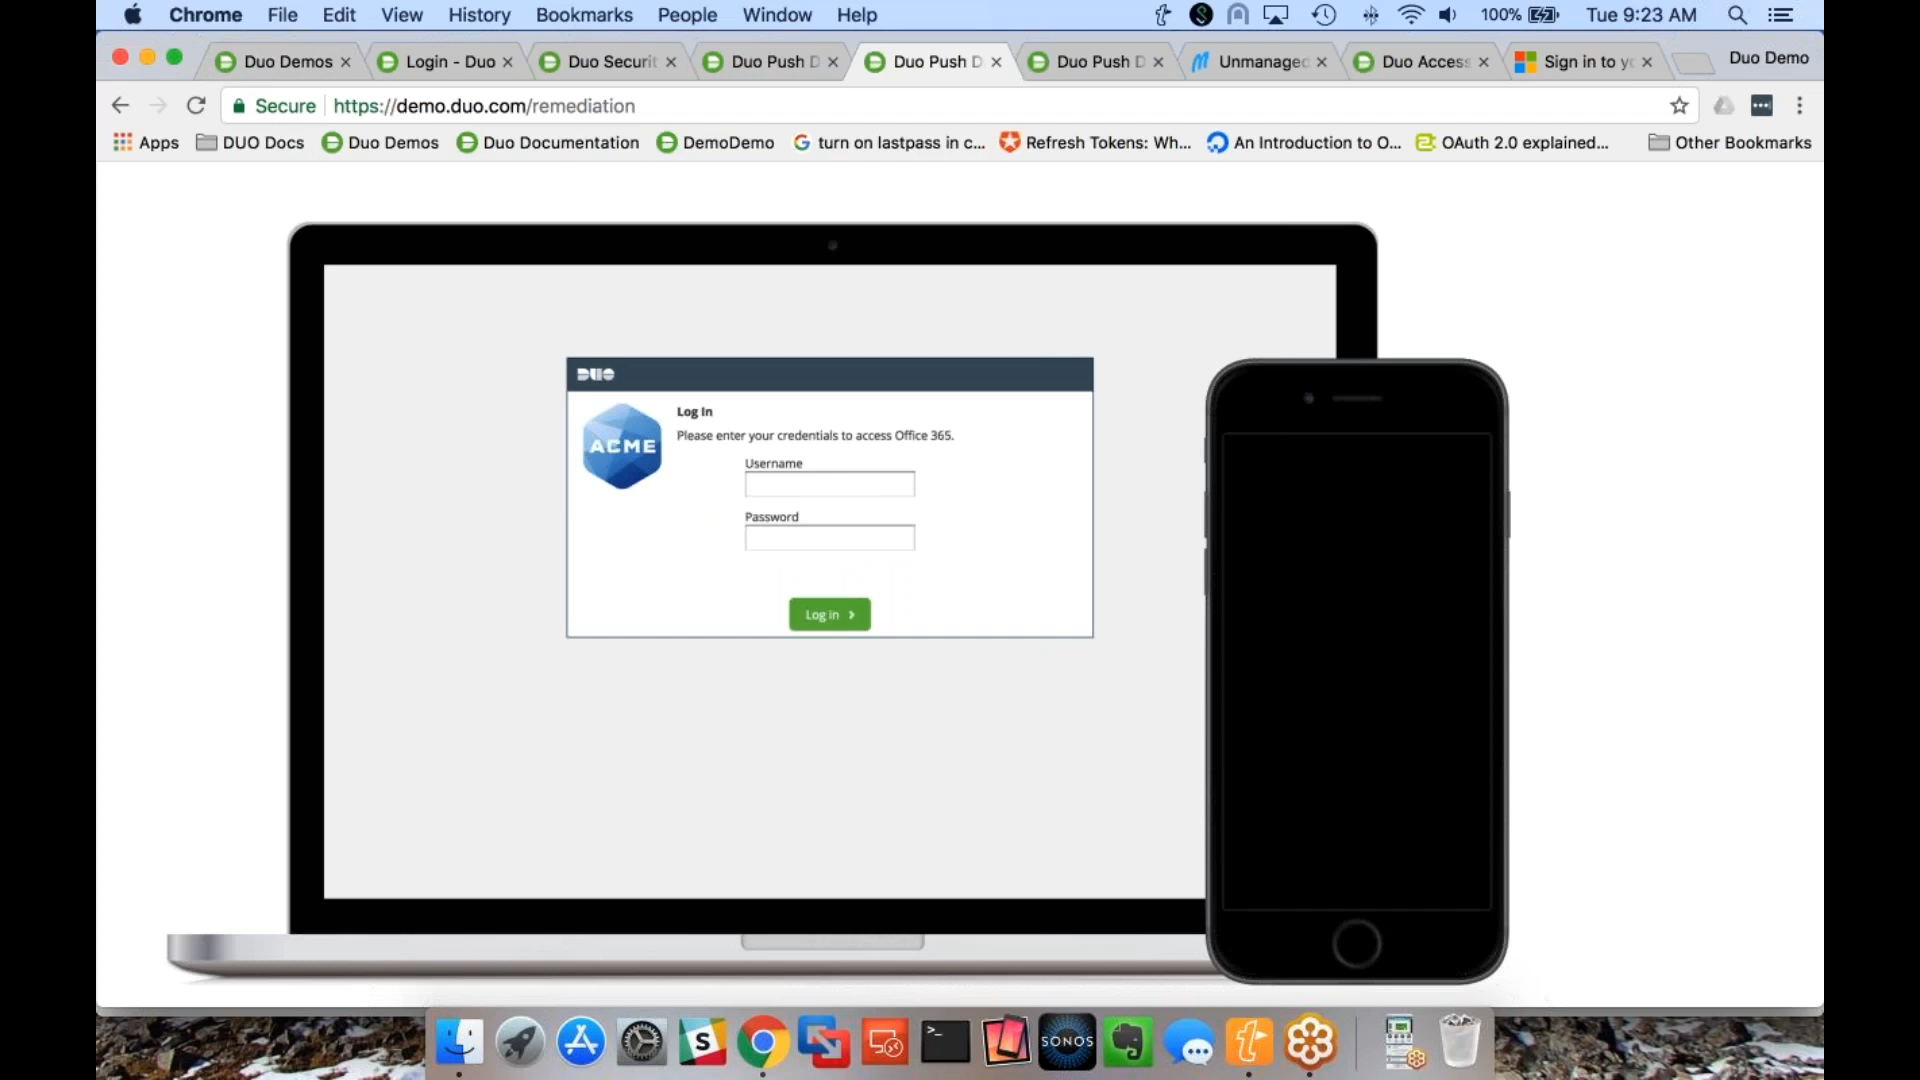 Chrome File Edit View History Bookmarks People Window Help 100% Tue 9:23 AM
Duo Demos Login - Duo Duo Securit Duo Push D Duo Push D Duo Push D Unmanaged Duo Access Sign in to yo Duo Demo
Secure https://demo.duo.com/remediation
Apps DUO Docs Duo Demos Duo Documentation DemoDemo turn on lastpass in c... Refresh Tokens: Wh... An Introduction to O... OAuth 2.0 explained... Other Bookmarks
DUO
ACME
Log In
Please enter your credentials to access Office 365.
Username
Password
Log in
SONOS